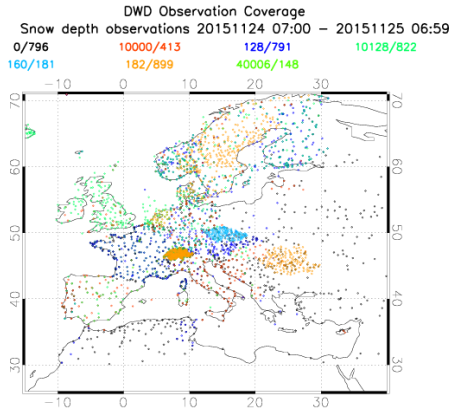 DWD Observation Coverage
Snow depth observations 20151124 07:00 – 20151125 06:59
0/796 10000/413 128/791 10128/822
160/181 182/899 40006/148
-10 0 10 20 30
70 70
60 60
50 50
40 40
30 30
-10 0 10 20 30